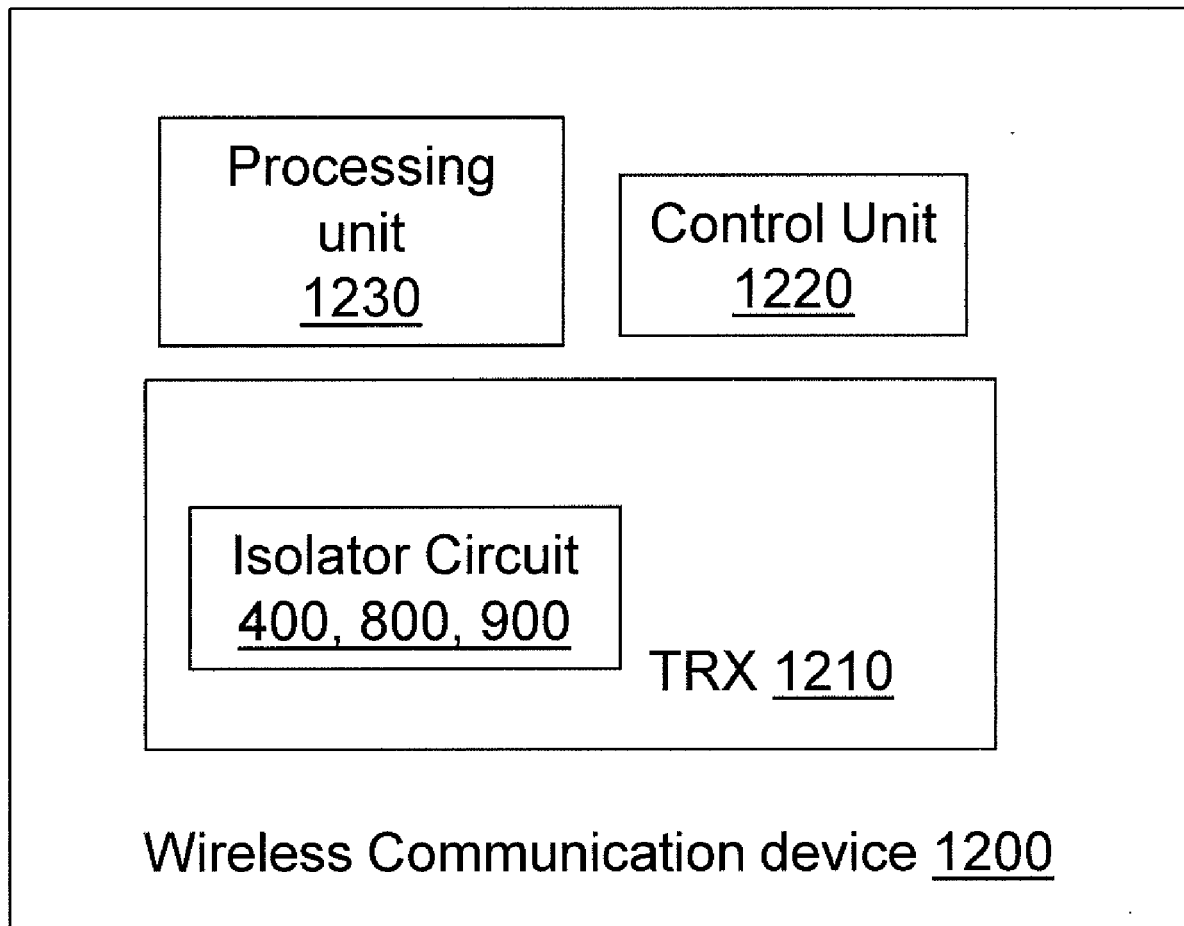 Processing
unit
1230
Control Unit
1220
Isolator Circuit
400, 800, 900
TRX 1210
Wireless Communication device 1200